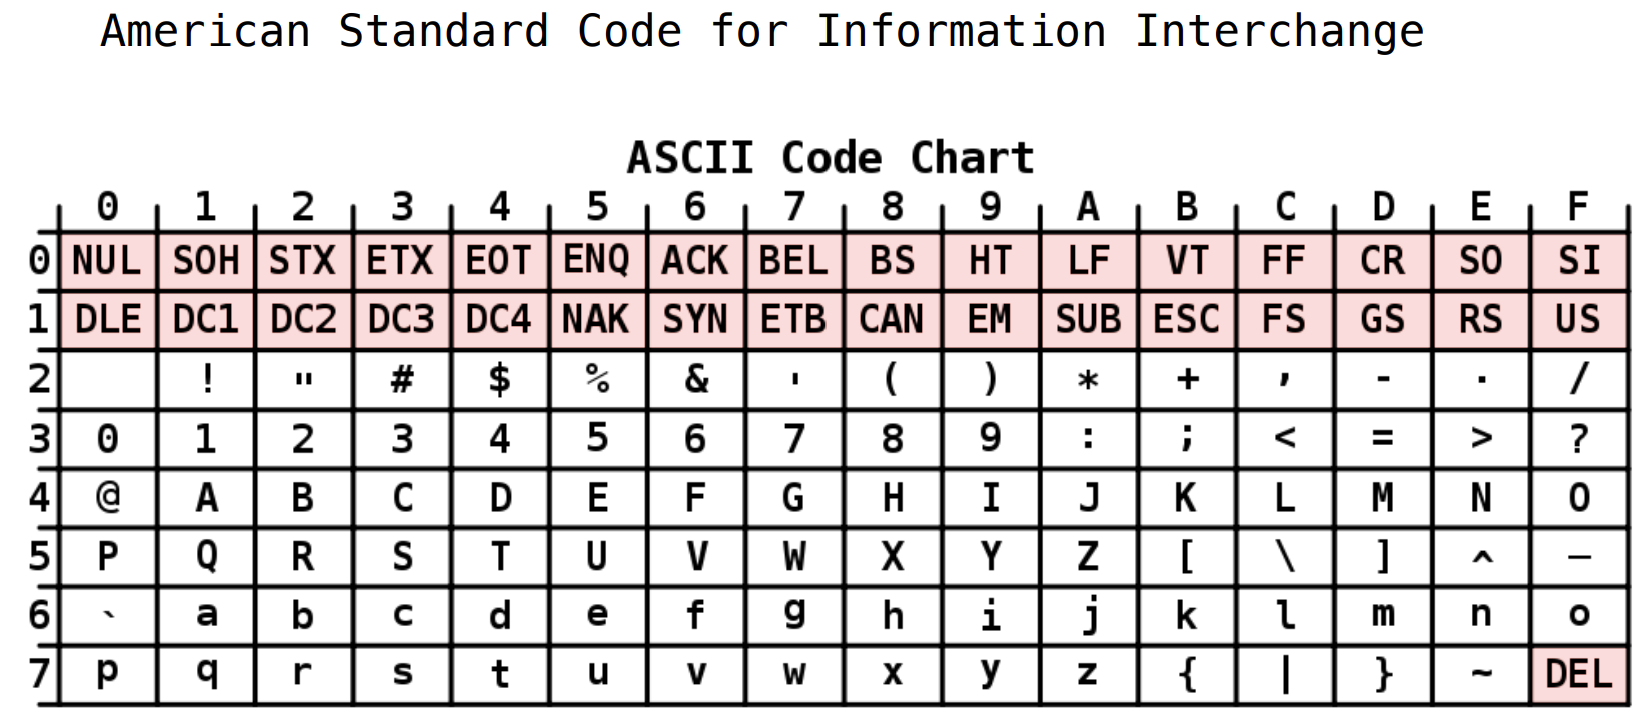 American Standard Code for Information Interchange
ASCII Code Chart
0 1 2 3 4 5 6 7 8 9 A B C D E F
0 NUL SOH STX ETX EOT ENQ ACK BEL BS HT LF VT FF CR SO SI
1 DLE DC1 DC2 DC3 DC4 NAK SYN ETB CAN EM SUB ESC FS GS RS US
2 ! " # $ % & ' ( ) * + , - . /
3 0 1 2 3 4 5 6 7 8 9 : ; < = > ?
4 @ A B C D E F G H I J K L M N O
5 P Q R S T U V W X Y Z [ \ ] ^ _
6 ` a b c d e f g h i j k l m n o
7 p q r s t u v w x y z { | } ~ DEL